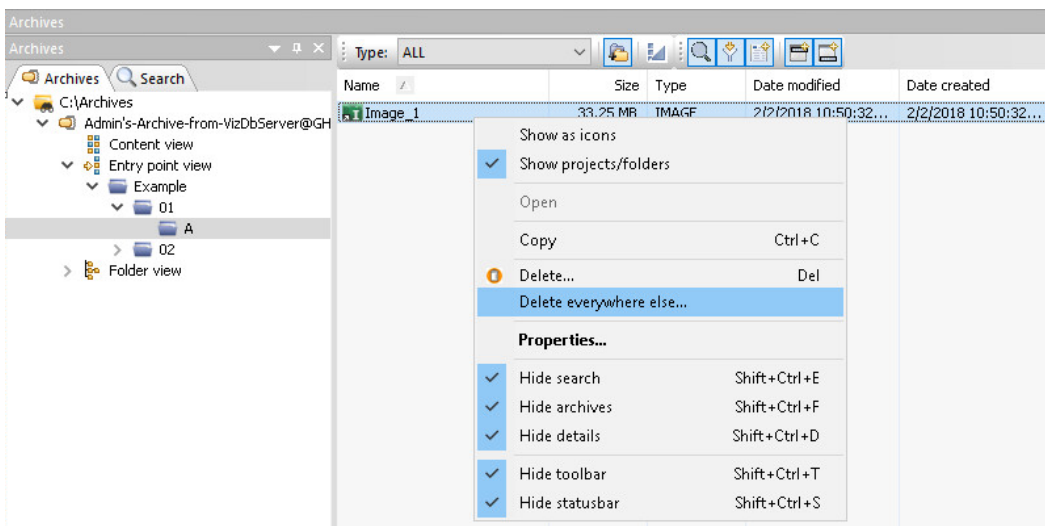 Archives
Archives
Type: ALL
Archives Search
Name Size Type Date modified Date created
C:\Archives
Image_1 33.25 MB IMAGE 2/2/2018 10:50:32... 2/2/2018 10:50:32...
Admin's-Archive-from-VizDbServer@GH
Content view
Entry point view
Example
01
A
02
Folder view
Show as icons
Show projects/folders
Open
Copy Ctrl+C
Delete... Del
Delete everywhere else...
Properties...
Hide search Shift+Ctrl+E
Hide archives Shift+Ctrl+F
Hide details Shift+Ctrl+D
Hide toolbar Shift+Ctrl+T
Hide statusbar Shift+Ctrl+S